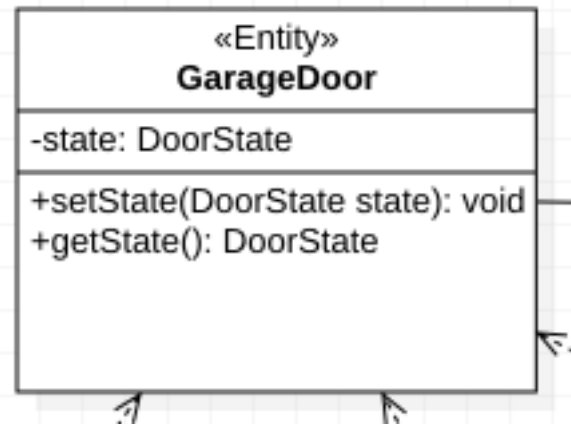 «Entity»
GarageDoor
-state: DoorState
+setState(DoorState state): void
+getState(): DoorState